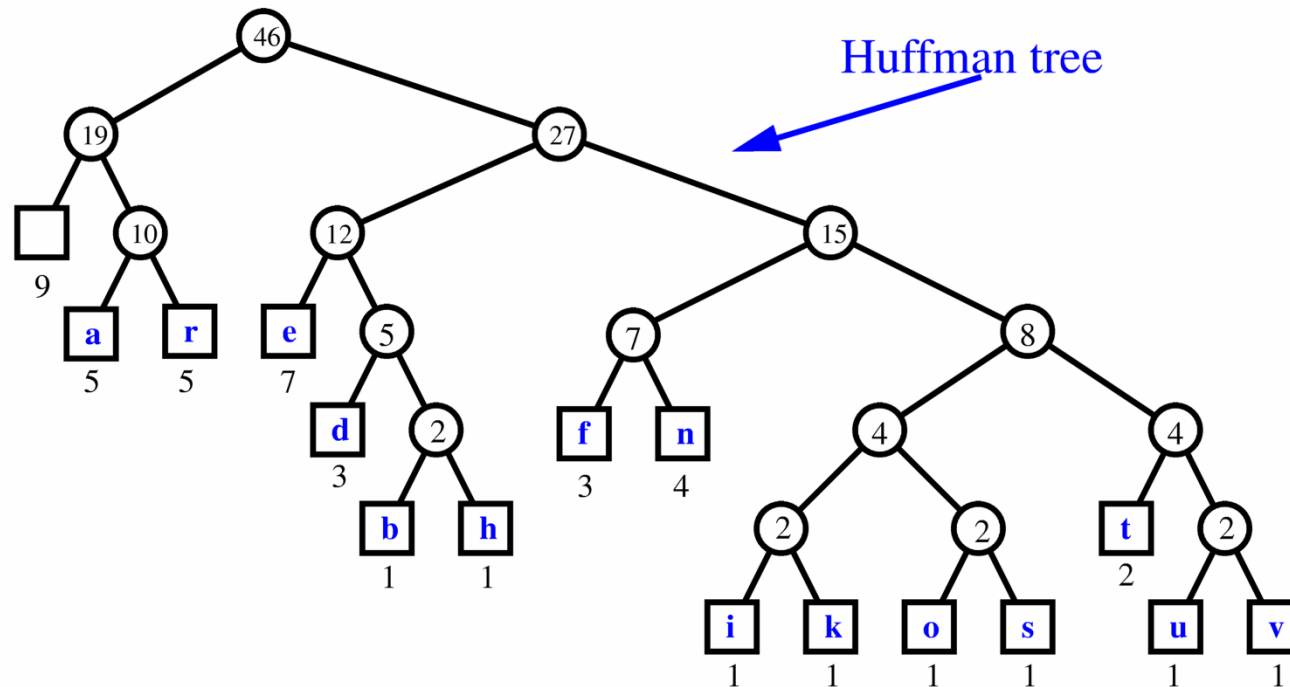 46
Huffman tree
19 27
10 12 15
9
a r e 5 7 8
5 5 7
d 2 f n 4 4
3 3 4
b h 2 2 t 2
1 1 2
i k o s u v
1 1 1 1 1 1